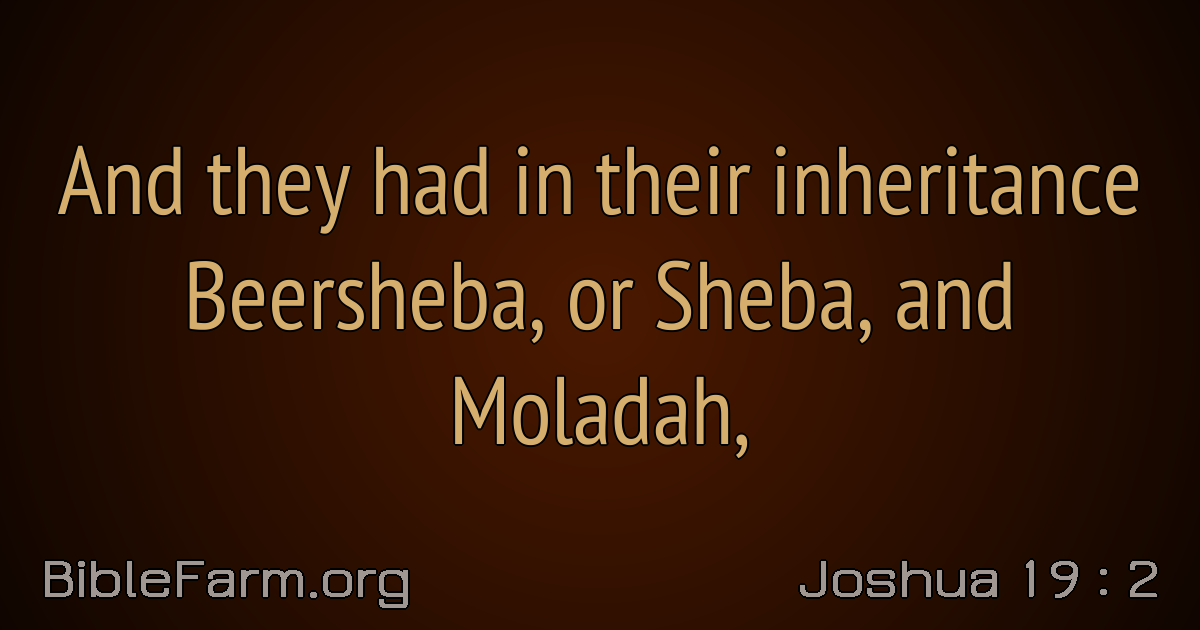 And they had in their inheritance
Beersheba, or Sheba, and
Moladah,
BibleFarm.org
Joshua 19 : 2